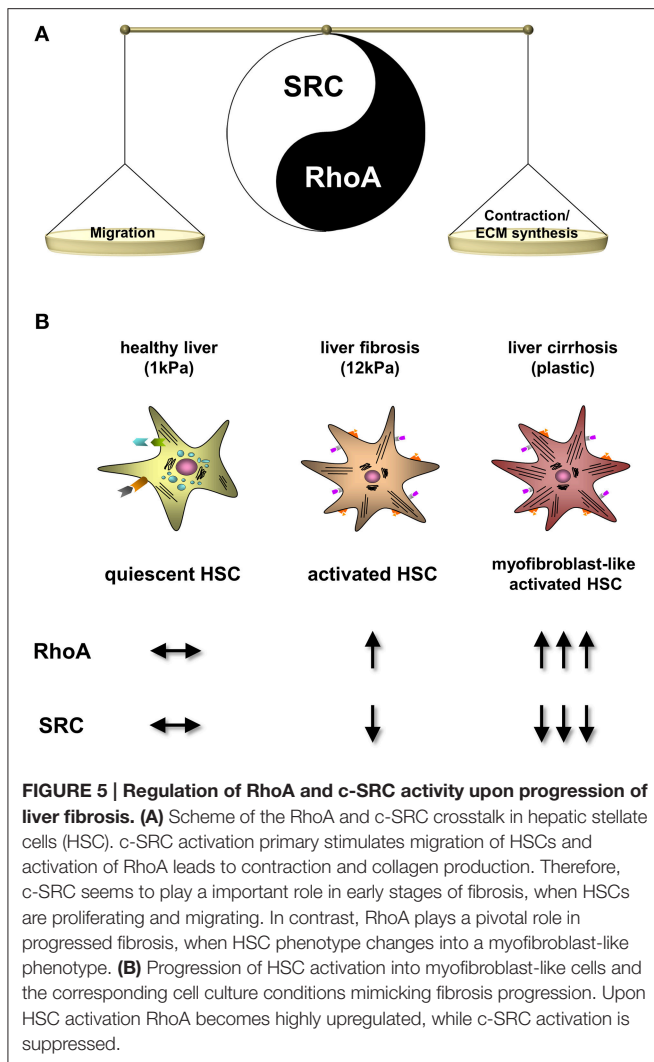 A
SRC
RhoA
Migration
Contraction/
ECM synthesis
B
healthy liver
(1kPa)
liver fibrosis
(12kPa)
liver cirrhosis
(plastic)
quiescent HSC
activated HSC
myofibroblast-like
activated HSC
RhoA
SRC
FIGURE 5 | Regulation of RhoA and c-SRC activity upon progression of
liver fibrosis. (A) Scheme of the RhoA and c-SRC crosstalk in hepatic stellate
cells (HSC). c-SRC activation primary stimulates migration of HSCs and
activation of RhoA leads to contraction and collagen production. Therefore,
c-SRC seems to play a important role in early stages of fibrosis, when HSCs
are proliferating and migrating. In contrast, RhoA plays a pivotal role in
progressed fibrosis, when HSC phenotype changes into a myofibroblast-like
phenotype. (B) Progression of HSC activation into myofibroblast-like cells and
the corresponding cell culture conditions mimicking fibrosis progression. Upon
HSC activation RhoA becomes highly upregulated, while c-SRC activation is
suppressed.